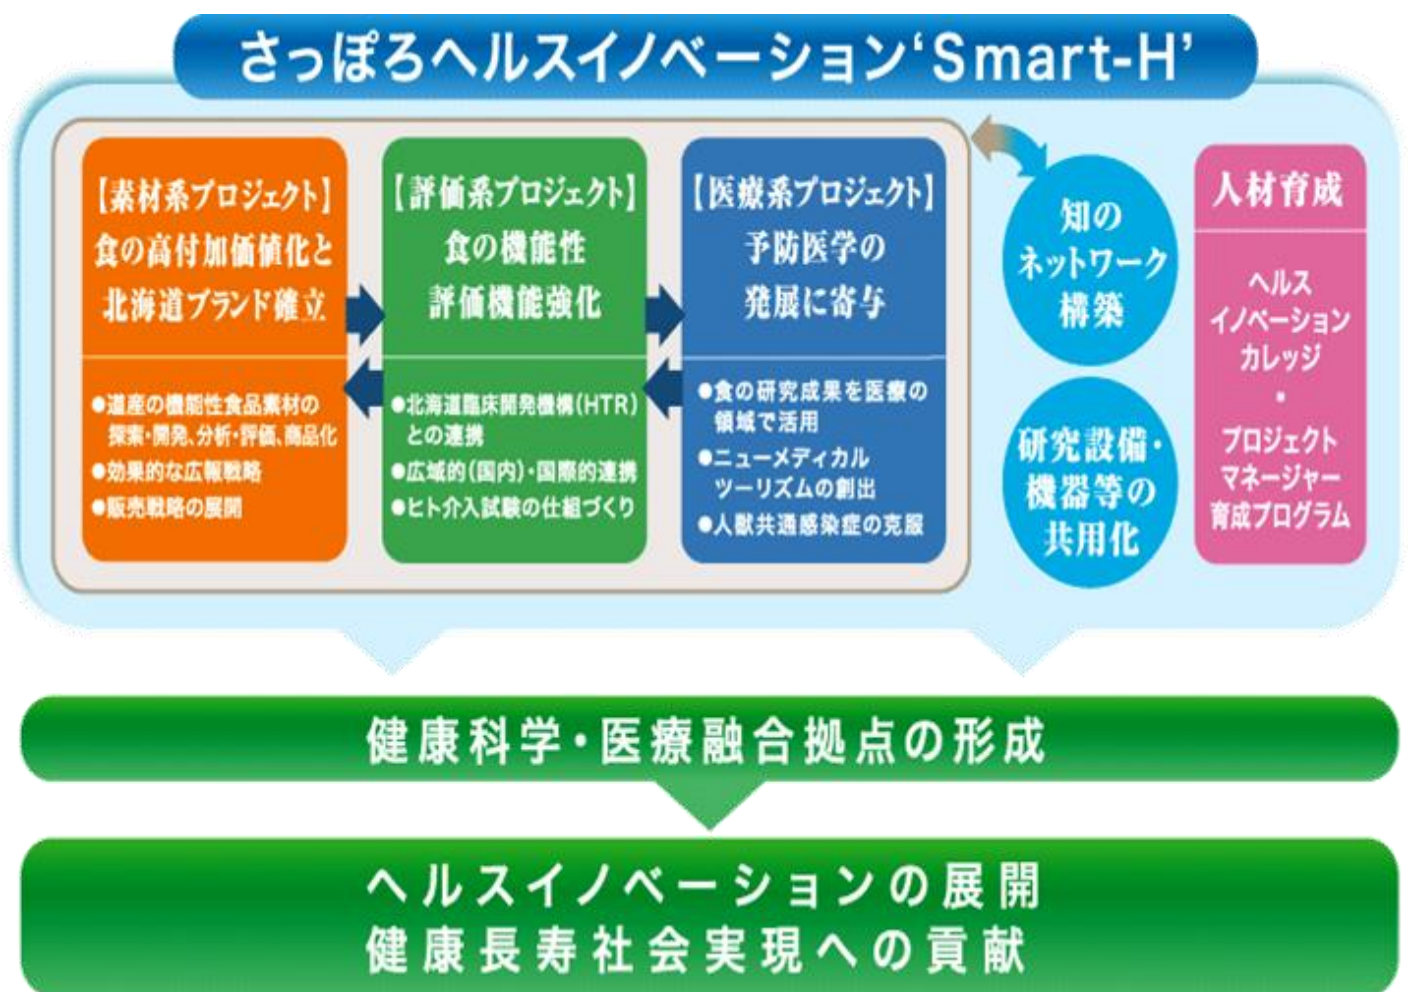 さっぽろヘルスイノベーション‘Smart-H’
【素材系プロジェクト】
食の高付加価値化と
北海道ブランド確立
●道産の機能性食品素材の
探索・開発、分析・評価、商品化
●効果的な広報戦略
●販売戦略の展開
【評価系プロジェクト】
食の機能性
評価機能強化
●北海道臨床開発機構(HTR)
との連携
●広域的(国内)・国際的連携
●ヒト介入試験の仕組づくり
【医療系プロジェクト】
予防医学の
発展に寄与
●食の研究成果を医療の
領域で活用
●ニューメディカル
ツーリズムの創出
●人獣共通感染症の克服
知の
ネットワーク
構築
研究設備・
機器等の
共用化
人材育成
ヘルス
イノベーション
カレッジ
・
プロジェクト
マネージャー
育成プログラム
健康科学・医療融合拠点の形成
ヘルスイノベーションの展開
健康長寿社会実現への貢献